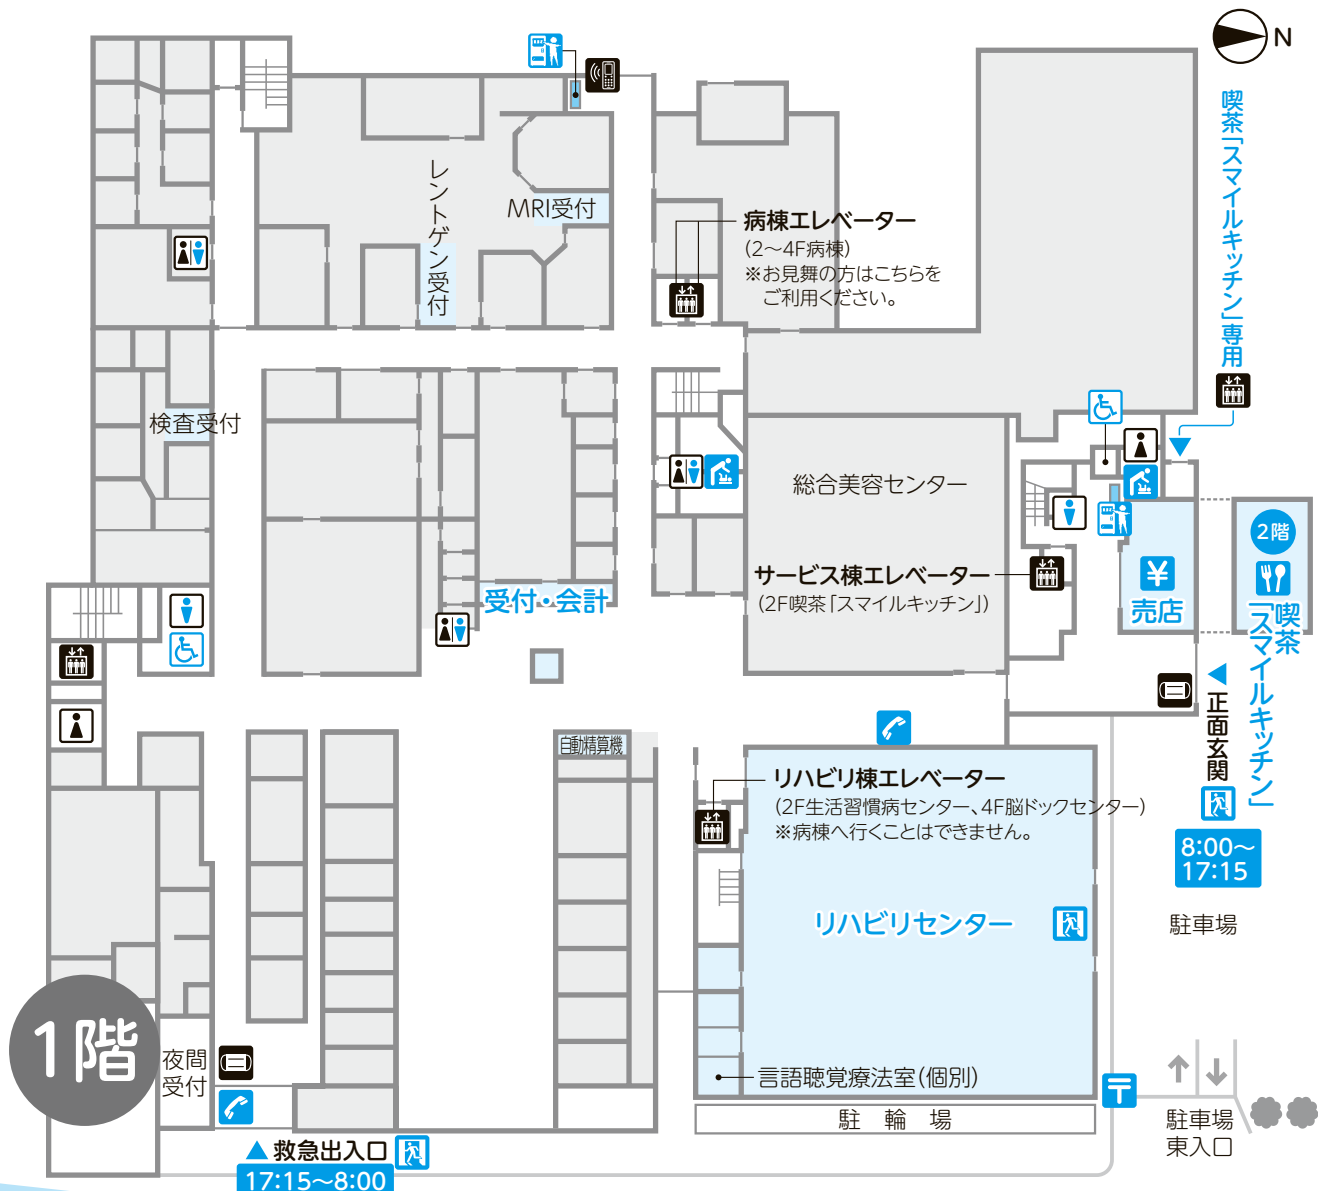 N
喫茶「スマイルキッチン」専用
レントゲン受付
MRI受付
病棟エレベーター
(2〜4F病棟)
※お見舞の方はこちらを
ご利用ください。
検査受付
総合美容センター
サービス棟エレベーター
(2F喫茶「スマイルキッチン」)
受付・会計
¥
売店
2階
喫茶
「スマイルキッチン」
正面玄関
8:00〜
17:15
駐車場
自動精算機
リハビリ棟エレベーター
(2F生活習慣病センター、4F脳ドックセンター)
※病棟へ行くことはできません。
リハビリセンター
1階
夜間
受付
言語聴覚療法室(個別)
〒
駐輪場
駐車場
東入口
救急出入口
17:15〜8:00